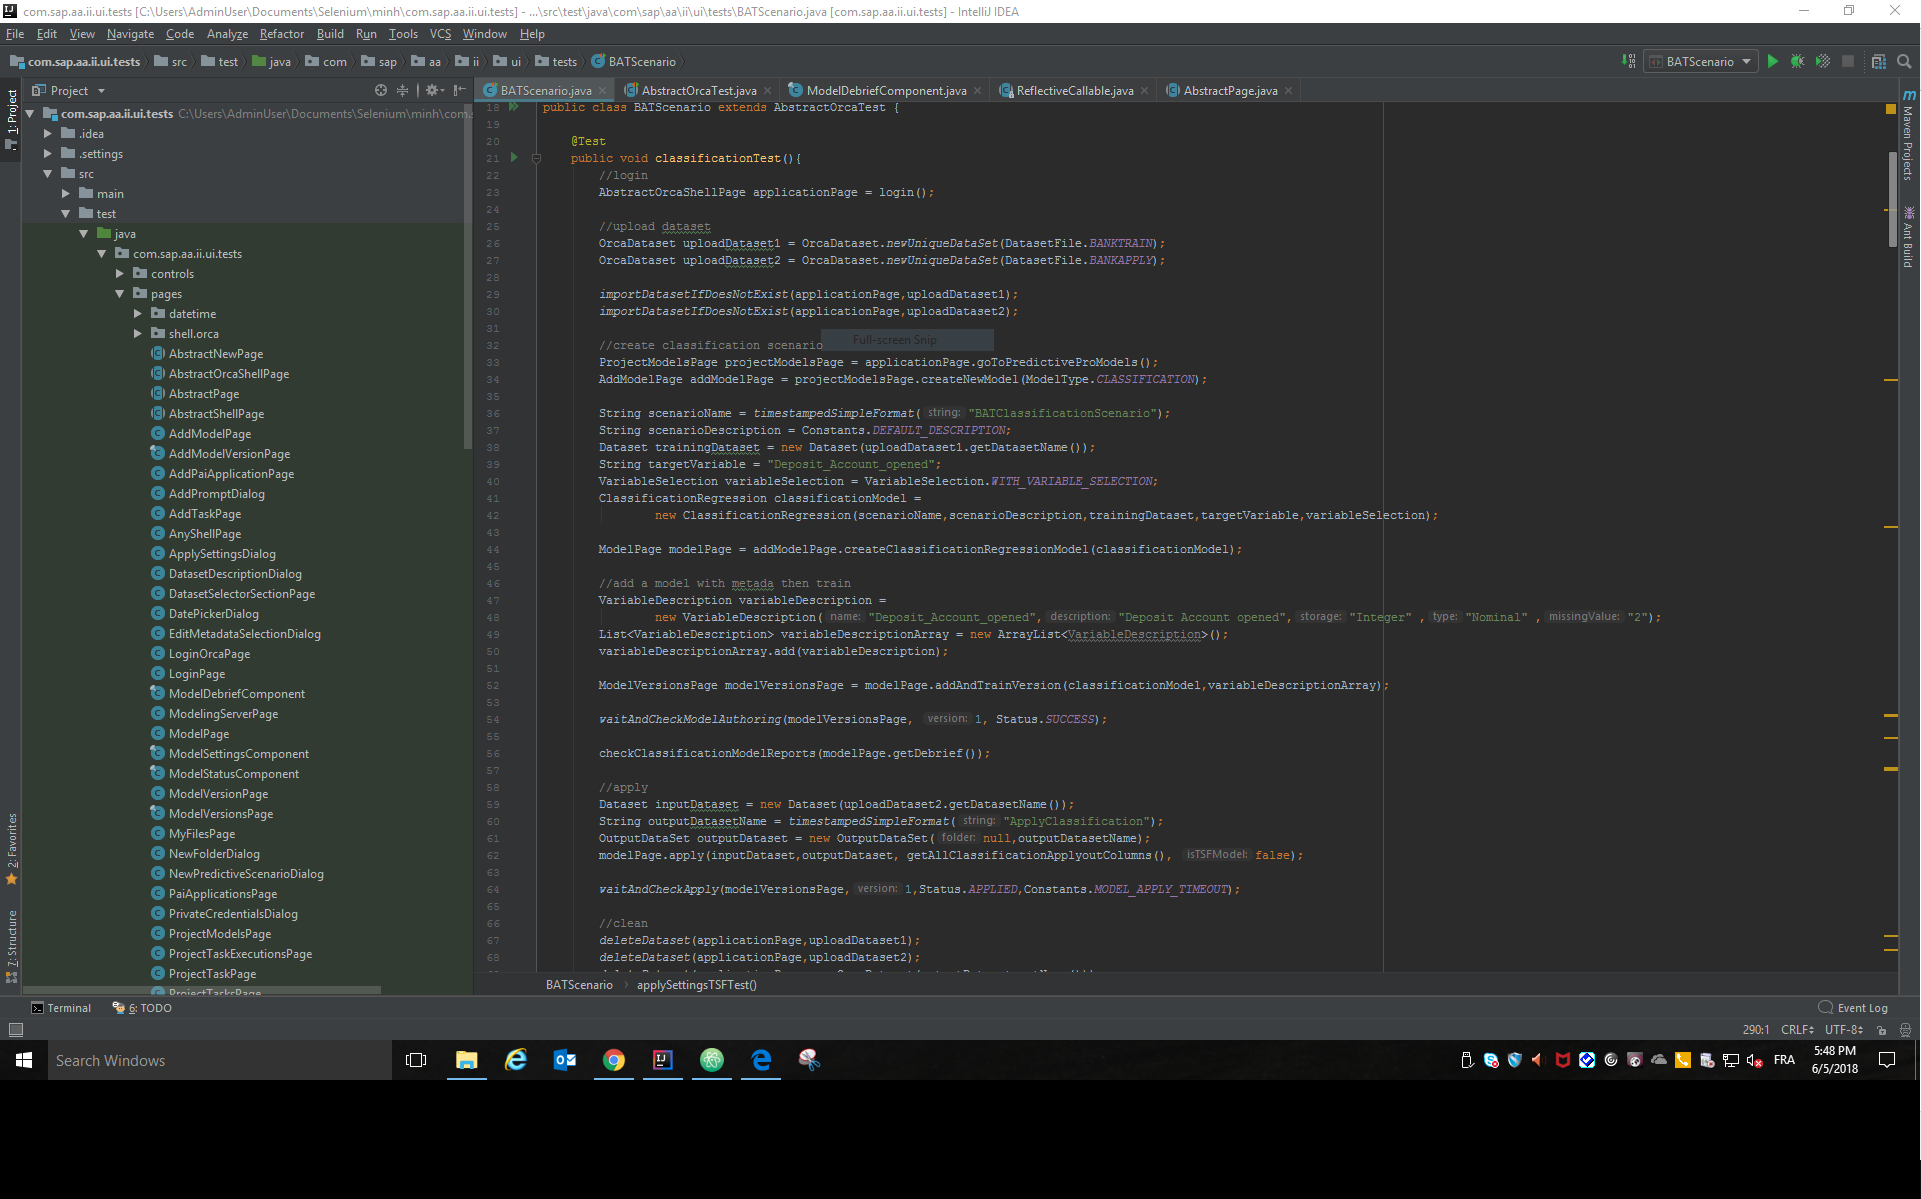 com.sap.aa.ii.ui.tests [C:\Users\AdminUser\Documents\Selenium\minh\com.sap.aa.ii.ui.tests] - ...\src\test\java\com\sap\aa\ii\ui\tests\BATScenario.java [com.sap.aa.ii.ui.tests] - IntelliJ IDEA
File Edit View Navigate Code Analyze Refactor Build Run Tools VCS Window Help
com.sap.aa.ii.ui.tests src test java com sap aa ii ui tests BATScenario
BATScenario
Project
BATScenario.java AbstractOrcaTest.java ModelDebriefComponent.java ReflectiveCallable.java AbstractPage.java
1: Project
2: Favorites
7: Structure
com.sap.aa.ii.ui.tests C:\Users\AdminUser\Documents\Selenium\minh\com.
.idea
.settings
src
main
test
java
com.sap.aa.ii.ui.tests
controls
pages
datetime
shell.orca
AbstractNewPage
AbstractOrcaShellPage
AbstractPage
AbstractShellPage
AddModelPage
AddModelVersionPage
AddPaiApplicationPage
AddPromptDialog
AddTaskPage
AnyShellPage
ApplySettingsDialog
DatasetDescriptionDialog
DatasetSelectorSectionPage
DatePickerDialog
EditMetadataSelectionDialog
LoginOrcaPage
LoginPage
ModelDebriefComponent
ModelingServerPage
ModelPage
ModelSettingsComponent
ModelStatusComponent
ModelVersionPage
ModelVersionsPage
MyFilesPage
NewFolderDialog
NewPredictiveScenarioDialog
PaiApplicationsPage
PrivateCredentialsDialog
ProjectModelsPage
ProjectTaskExecutionsPage
ProjectTaskPage
ProjectTasksPage
18 public class BATScenario extends AbstractOrcaTest {
19
20 @Test
21 public void classificationTest(){
22 //login
23 AbstractOrcaShellPage applicationPage = login();
24
25 //upload dataset
26 OrcaDataset uploadDataset1 = OrcaDataset.newUniqueDataSet(DatasetFile.BANKTRAIN);
27 OrcaDataset uploadDataset2 = OrcaDataset.newUniqueDataSet(DatasetFile.BANKAPPLY);
28
29 importDatasetIfDoesNotExist(applicationPage,uploadDataset1);
30 importDatasetIfDoesNotExist(applicationPage,uploadDataset2);
31
Full-screen Snip
32 //create classification scenario
33 ProjectModelsPage projectModelsPage = applicationPage.goToPredictiveProModels();
34 AddModelPage addModelPage = projectModelsPage.createNewModel(ModelType.CLASSIFICATION);
35
36 String scenarioName = timestampedSimpleFormat( string: "BATClassificationScenario");
37 String scenarioDescription = Constants.DEFAULT_DESCRIPTION;
38 Dataset trainingDataset = new Dataset(uploadDataset1.getDatasetName());
39 String targetVariable = "Deposit_Account_opened";
40 VariableSelection variableSelection = VariableSelection.WITH_VARIABLE_SELECTION;
41 ClassificationRegression classificationModel =
42 new ClassificationRegression(scenarioName,scenarioDescription,trainingDataset,targetVariable,variableSelection);
43
44 ModelPage modelPage = addModelPage.createClassificationRegressionModel(classificationModel);
45
46 //add a model with metada then train
47 VariableDescription variableDescription =
48 new VariableDescription( name: "Deposit_Account_opened", description: "Deposit Account opened", storage: "Integer" , type: "Nominal" , missingValue: "2");
49 List<VariableDescription> variableDescriptionArray = new ArrayList<VariableDescription>();
50 variableDescriptionArray.add(variableDescription);
51
52 ModelVersionsPage modelVersionsPage = modelPage.addAndTrainVersion(classificationModel,variableDescriptionArray);
53
54 waitAndCheckModelAuthoring(modelVersionsPage, version: 1, Status.SUCCESS);
55
56 checkClassificationModelReports(modelPage.getDebrief());
57
58 //apply
59 Dataset inputDataset = new Dataset(uploadDataset2.getDatasetName());
60 String outputDatasetName = timestampedSimpleFormat( string: "ApplyClassification");
61 OutputDataSet outputDataset = new OutputDataSet( folder: null,outputDatasetName);
62 modelPage.apply(inputDataset,outputDataset, getAllClassificationApplyoutColumns(), isTSFModel: false);
63
64 waitAndCheckApply(modelVersionsPage, version: 1,Status.APPLIED,Constants.MODEL_APPLY_TIMEOUT);
65
66 //clean
67 deleteDataset(applicationPage,uploadDataset1);
68 deleteDataset(applicationPage,uploadDataset2);
BATScenario applySettingsTSFTest()
Maven Projects
Ant Build
Terminal 6: TODO Event Log
290:1 CRLF UTF-8
Search Windows
FRA
5:48 PM
6/5/2018